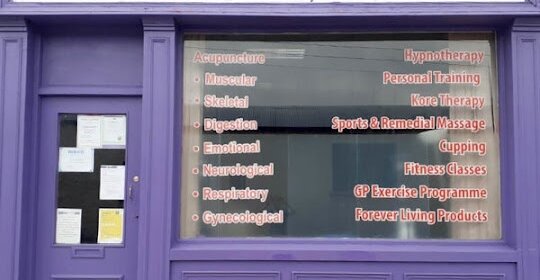 Acupuncture
• Muscular
• Skeletal
• Digestion
• Emotional
• Neurological
• Respiratory
• Gynecological
Hypnotherapy
Personal Training
Kore Therapy
Sports & Remedial Massage
Cupping
Fitness Classes
GP Exercise Programme
Forever Living Products